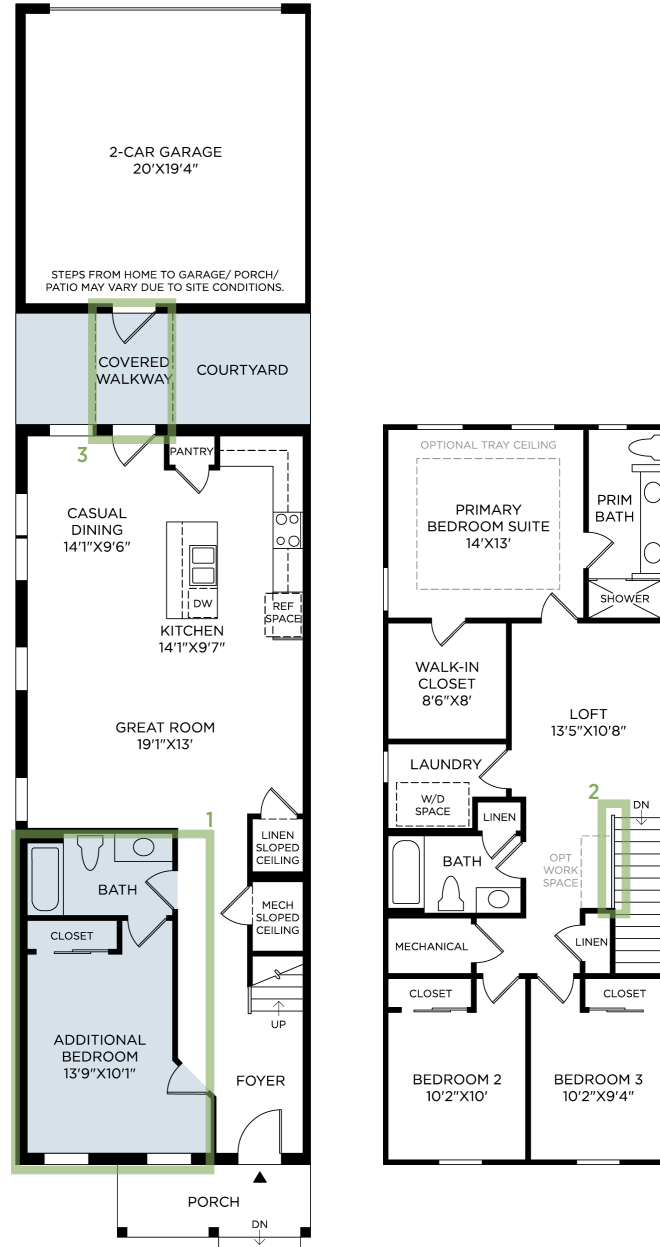 2-CAR GARAGE
20'X19'4"
STEPS FROM HOME TO GARAGE/ PORCH/
PATIO MAY VARY DUE TO SITE CONDITIONS.
COVERED
WALKWAY
COURTYARD
3
PANTRY
CASUAL
DINING
14'1"X9'6"
DW
REF
SPACE
KITCHEN
14'1"X9'7"
GREAT ROOM
19'1"X13'
1
LINEN
SLOPED
CEILING
BATH
MECH
SLOPED
CEILING
CLOSET
UP
ADDITIONAL
BEDROOM
13'9"X10'1"
FOYER
PORCH
DN
OPTIONAL TRAY CEILING
PRIMARY
BEDROOM SUITE
14'X13'
PRIM
BATH
SHOWER
WALK-IN
CLOSET
8'6"X8'
LOFT
13'5"X10'8"
LAUNDRY
W/D
SPACE
LINEN
2
DN
BATH
OPT
WORK
SPACE
MECHANICAL
LINEN
CLOSET
CLOSET
BEDROOM 2
10'2"X10'
BEDROOM 3
10'2"X9'4"